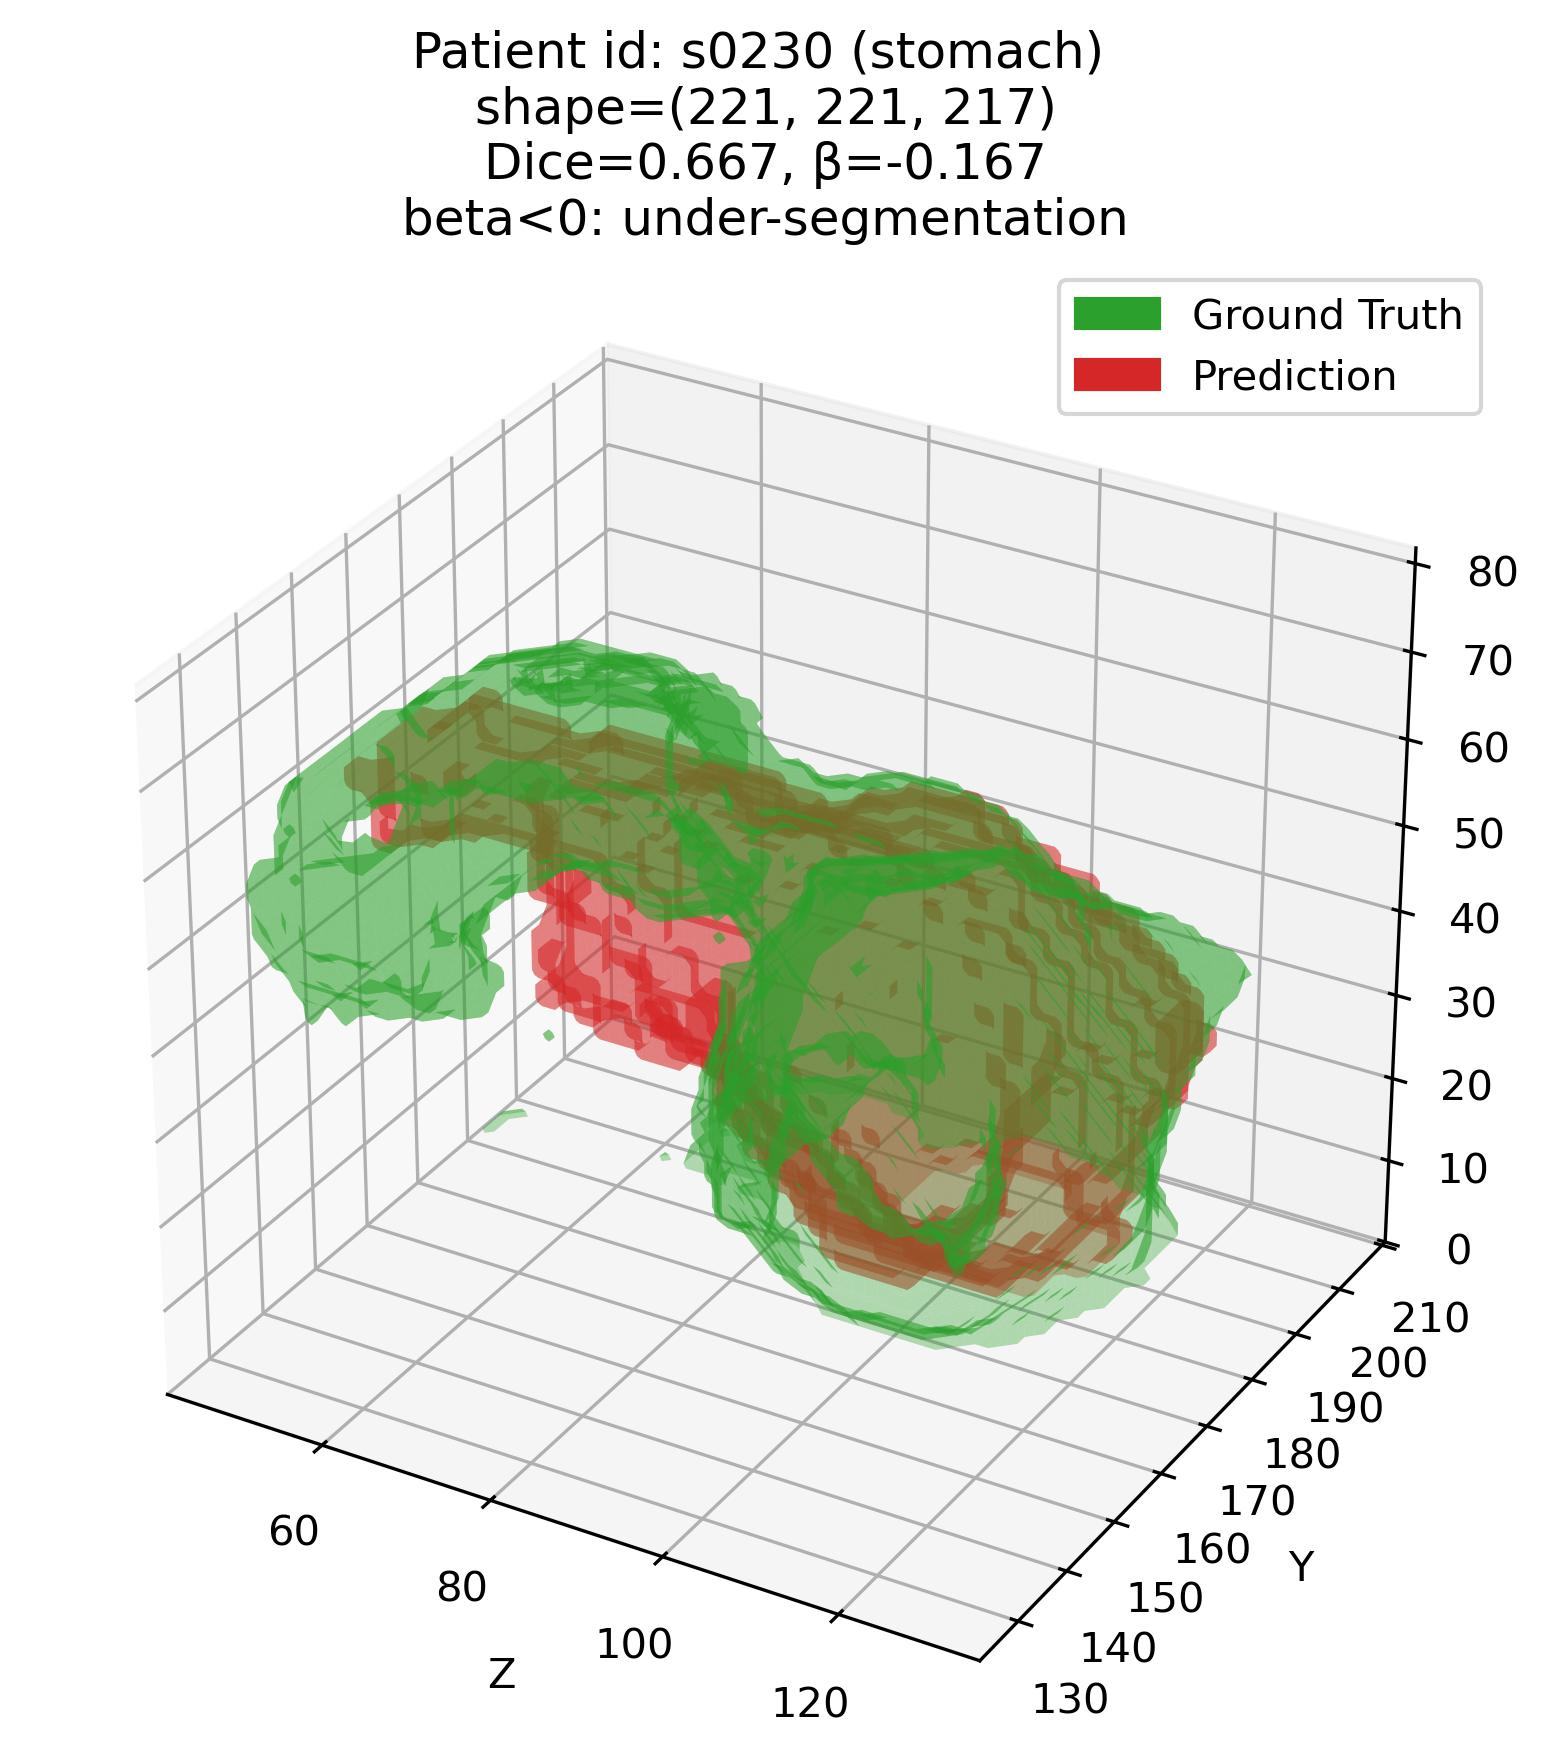 Patient id: s0230 (stomach)
shape=(221, 221, 217)
Dice=0.667, β=-0.167
beta<0: under-segmentation
Ground Truth
Prediction
80
70
60
50
40
30
20
10
0
210
200
190
180
170
160
150
140
130
Y
60
80
100
120
Z